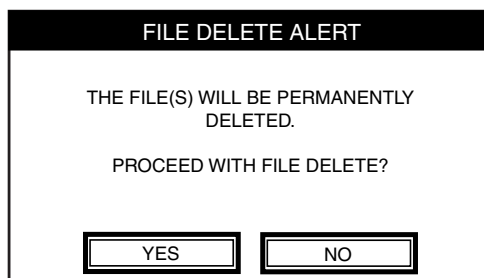 FILE DELETE ALERT
THE FILE(S) WILL BE PERMANENTLY
DELETED.
PROCEED WITH FILE DELETE?
YES
NO